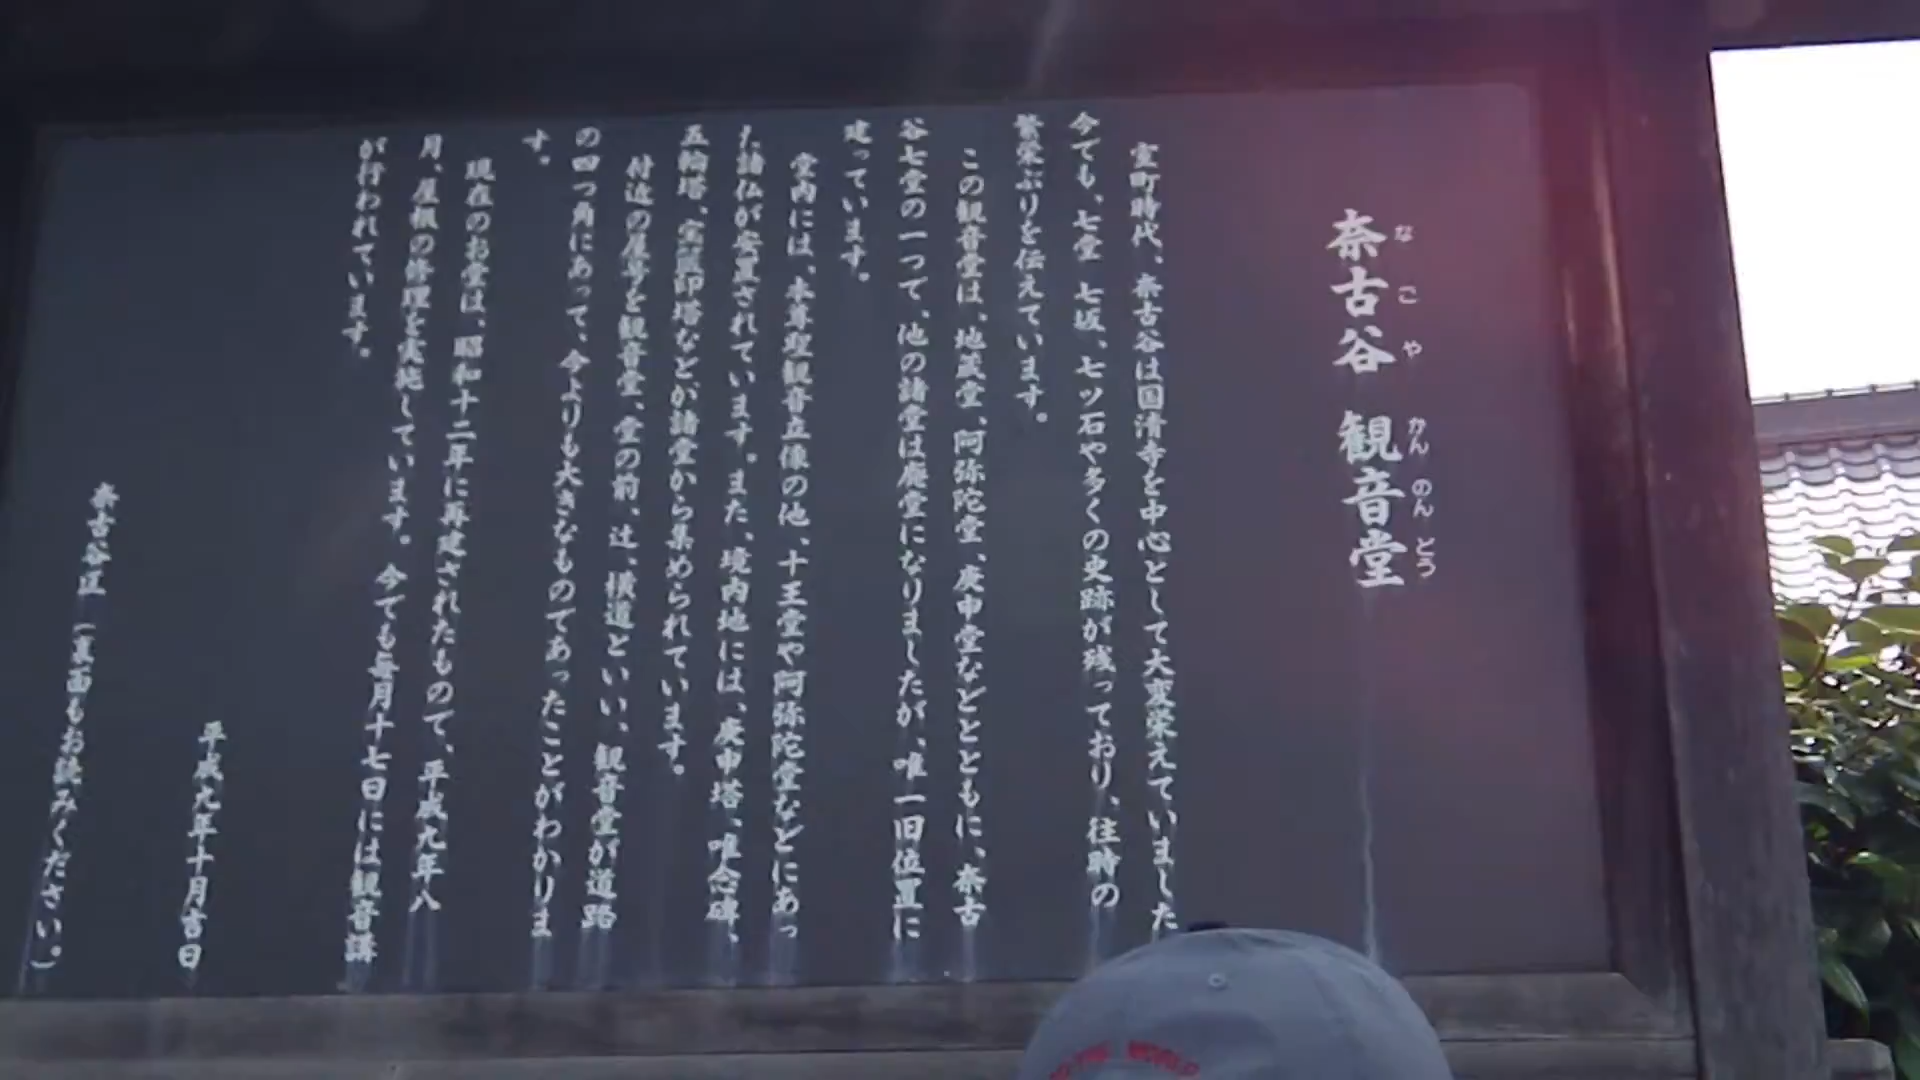 奈古谷 観音堂
なこや かんのんどう
室町時代、奈古谷は国清寺を中心として大変栄えていました
今でも、七堂 七坂、七ツ石や多くの史跡が残っており、往時の
繁栄ぶりを伝えています。
この観音堂は、地蔵堂、阿弥陀堂、庚申堂などとともに、奈古
谷七堂の一つて、他の諸堂は廃堂になりましたが、唯一旧位置に
建っています。
堂内には、本尊聖観音立像の他、十王堂や阿弥陀堂などにあっ
た諸仏が安置されています。また、境内地には、庚申塔、唯念碑、
五輪塔、宝篋印塔などが諸堂から集められています。
付近の屋号を観音堂、堂の前、辻、横道といい、観音堂が道路
の四つ角にあって、今よりも大きなものであったことがわかりま
す。
現在のお堂は、昭和十二年に再建されたもので、平成九年八
月、屋根の修理を実施しています。今でも毎月十七日には観音講
が行われています。
平成九年十月吉日
奈古谷区 (裏面もお読みください。)
THE WORLD